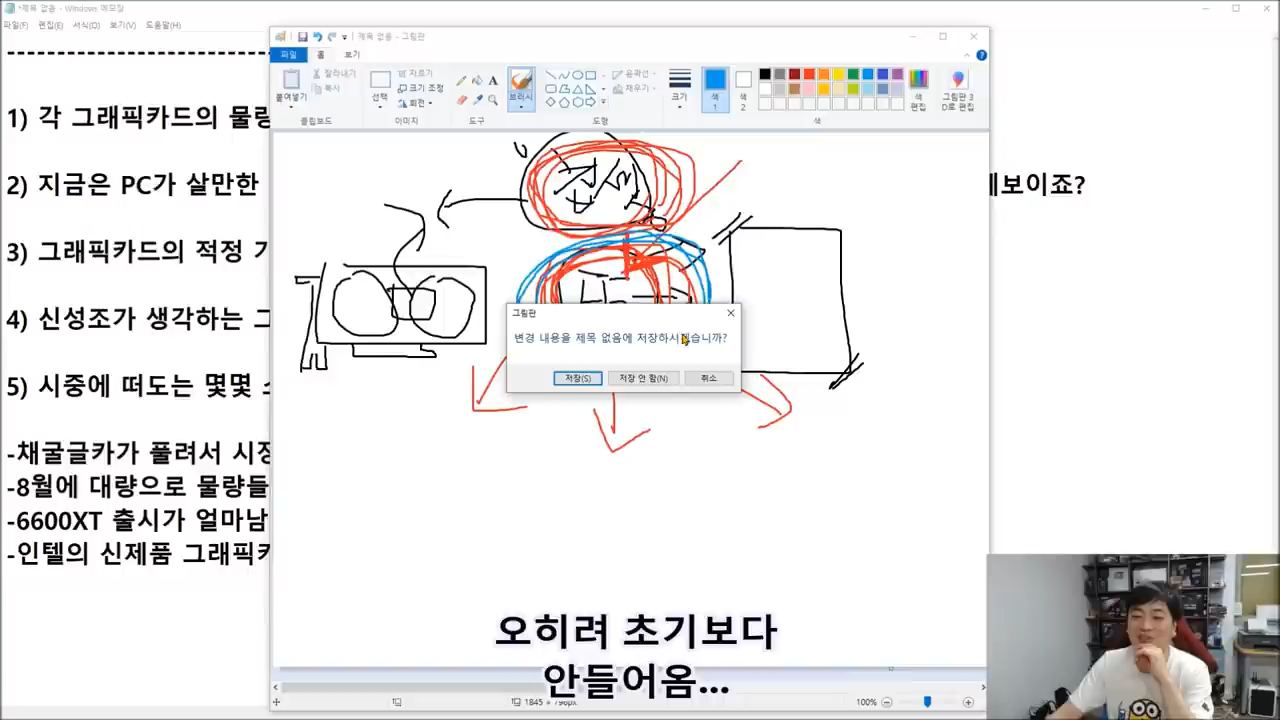 *제목 없음 - Windows 메모장
파일(F) 편집(E) 서식(O) 보기(V) 도움말(H)
제목 없음 - 그림판
파일 홈 보기
붙여넣기
잘라내기
복사
클립보드
선택
자르기
크기 조정
회전
이미지
A
도구
브러시
윤곽선
채우기
도형
크기
색 1
색 2
색 편집
그림판 3D로 편집
색
1) 각 그래픽카드의 물량
2) 지금은 PC가 살만한
보이죠?
3) 그래픽카드의 적정
4) 신성조가 생각하는
5) 시중에 떠도는 몇몇
-채굴글카가 풀려서 시장
-8월에 대량으로 물량들
-6600XT 출시가 얼마남
-인텔의 신제품 그래픽카
그림판
변경 내용을 제목 없음에 저장하시겠습니까?
저장(S) 저장 안 함(N) 취소
오히려 초기보다
안들어옴...
100%